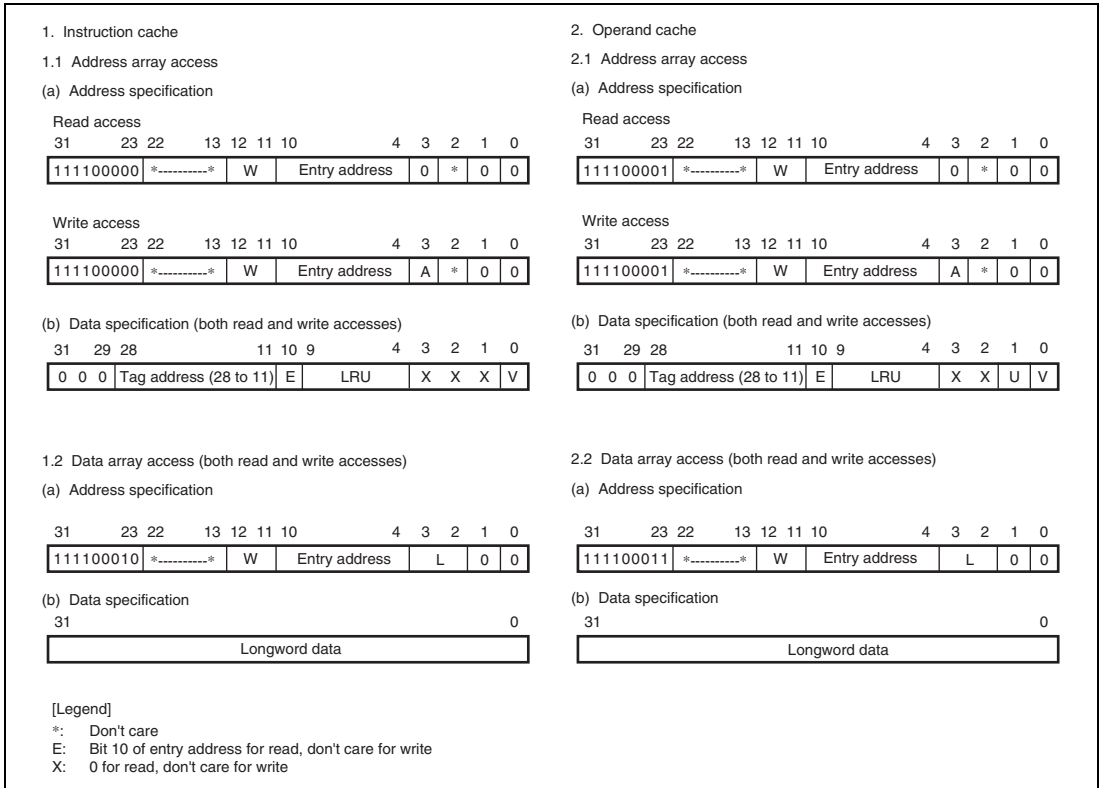 1. Instruction cache
1.1 Address array access
(a) Address specification
Read access
31 23 22 13 12 11 10 4 3 2 1 0
111100000 *----------* W Entry address 0 * 0 0
Write access
31 23 22 13 12 11 10 4 3 2 1 0
111100000 *----------* W Entry address A * 0 0
(b) Data specification (both read and write accesses)
31 29 28 11 10 9 4 3 2 1 0
0 0 0 Tag address (28 to 11) E LRU X X X V
1.2 Data array access (both read and write accesses)
(a) Address specification
31 23 22 13 12 11 10 4 3 2 1 0
111100010 *----------* W Entry address L 0 0
(b) Data specification
31 0
Longword data
2. Operand cache
2.1 Address array access
(a) Address specification
Read access
31 23 22 13 12 11 10 4 3 2 1 0
111100001 *----------* W Entry address 0 * 0 0
Write access
31 23 22 13 12 11 10 4 3 2 1 0
111100001 *----------* W Entry address A * 0 0
(b) Data specification (both read and write accesses)
31 29 28 11 10 9 4 3 2 1 0
0 0 0 Tag address (28 to 11) E LRU X X U V
2.2 Data array access (both read and write accesses)
(a) Address specification
31 23 22 13 12 11 10 4 3 2 1 0
111100011 *----------* W Entry address L 0 0
(b) Data specification
31 0
Longword data
[Legend]
*: Don't care
E: Bit 10 of entry address for read, don't care for write
X: 0 for read, don't care for write